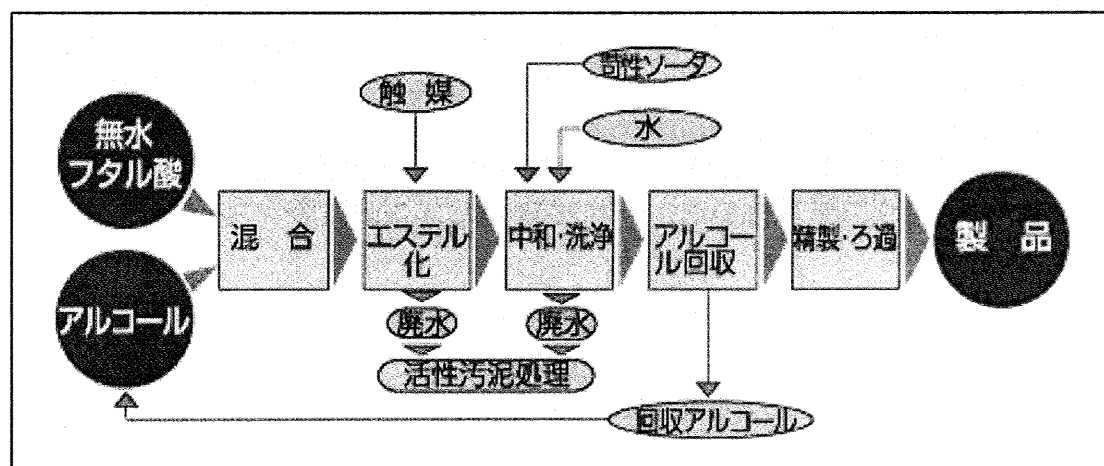 苛性ソーダ
触 媒
水
無水
フタル酸
混 合
エステル
化
中和・洗浄
アルコー
ル回収
精製・ろ過
製 品
アルコール
廃水
廃水
活性汚泥処理
回収アルコール